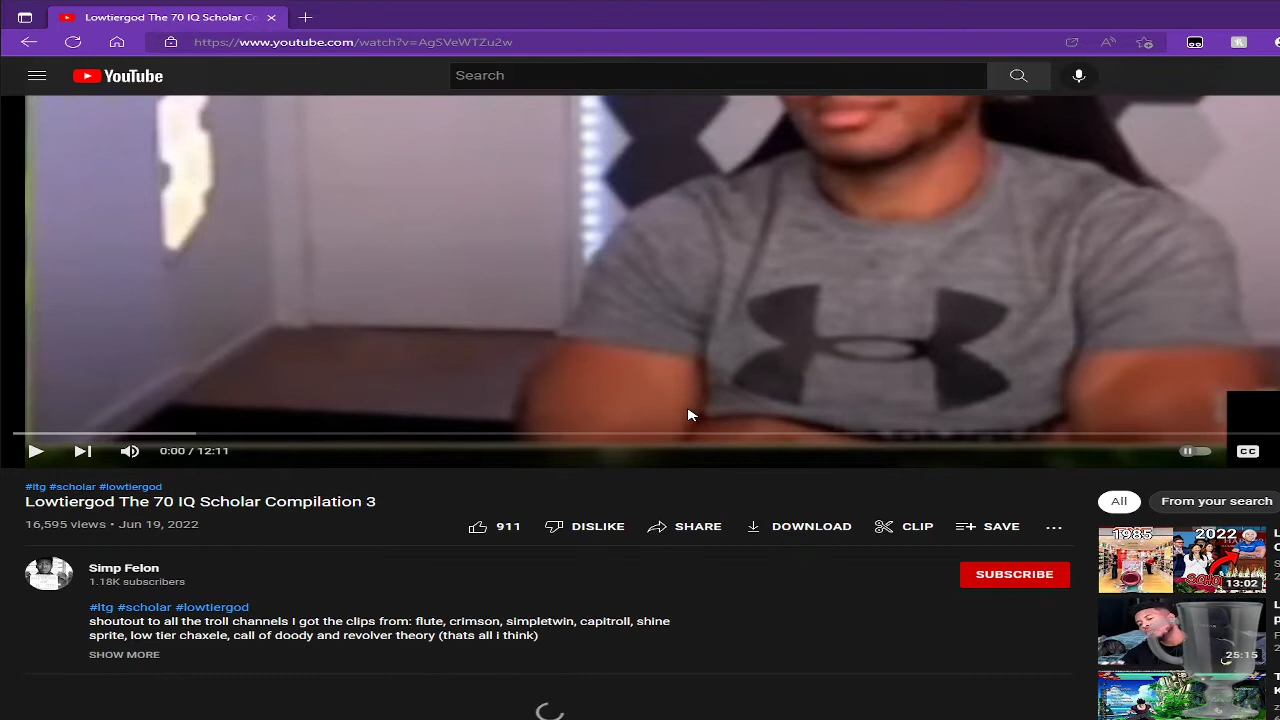 Lowtiergod The 70 IQ Scholar Co
https://www.youtube.com/watch?v=AgSVeWTZu2w
YouTube
Search
0:00 / 12:11
CC
#ltg #scholar #lowtiergod
Lowtiergod The 70 IQ Scholar Compilation 3
16,595 views • Jun 19, 2022
911
DISLIKE
SHARE
DOWNLOAD
CLIP
SAVE
Simp Felon
1.18K subscribers
SUBSCRIBE
#ltg #scholar #lowtiergod
shoutout to all the troll channels I got the clips from: flute, crimson, simpletwin, capitroll, shine
sprite, low tier chaxele, call of doody and revolver theory (thats all i think)
SHOW MORE
All
From your search
1985
2022
13:02
25:15